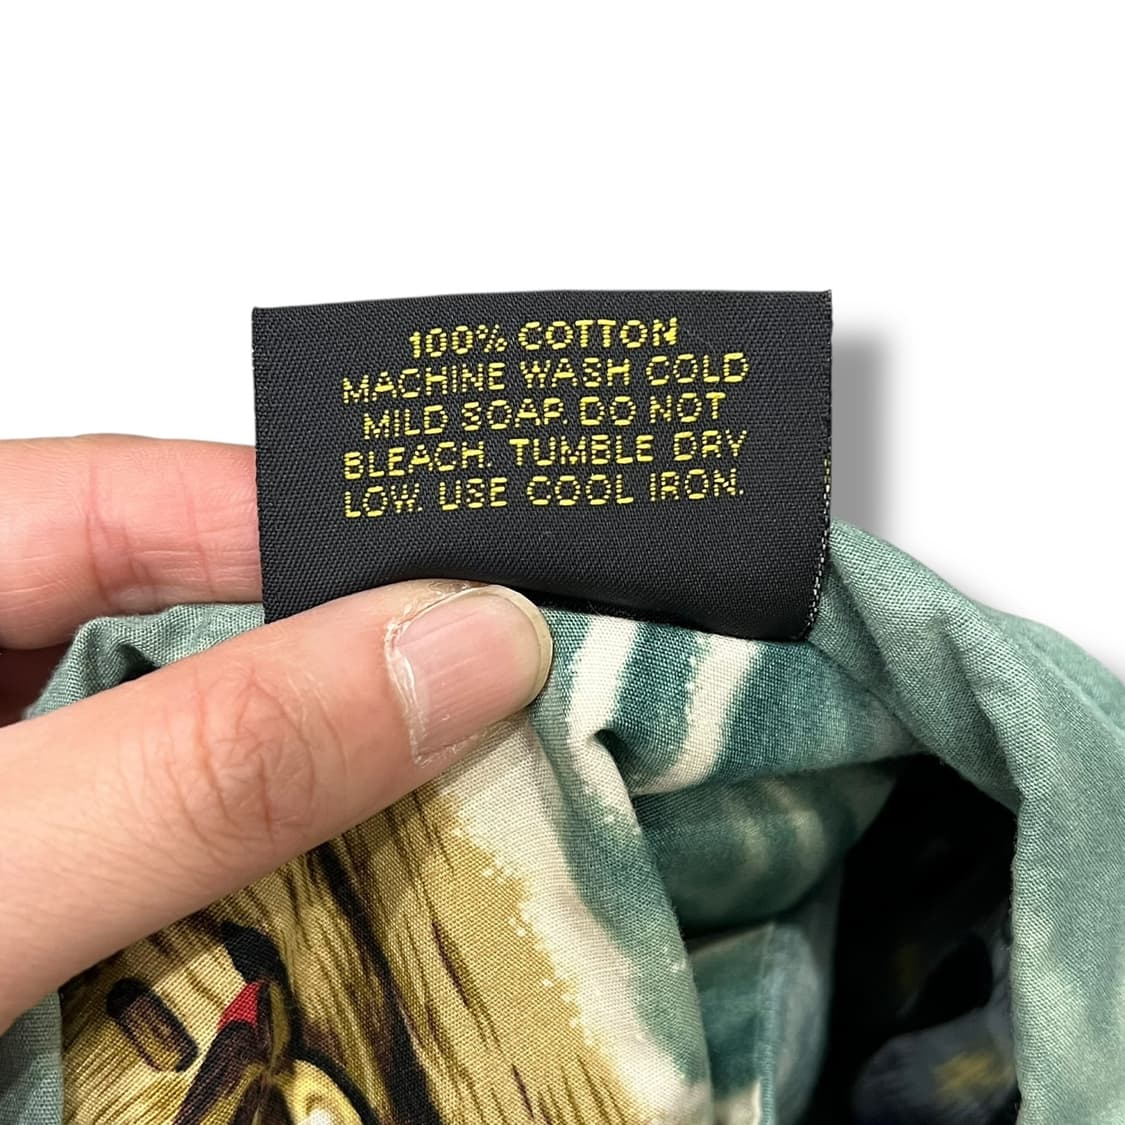 100% COTTON
MACHINE WASH COLD
MILD SOAP. DO NOT
BLEACH. TUMBLE DRY
LOW. USE COOL IRON.